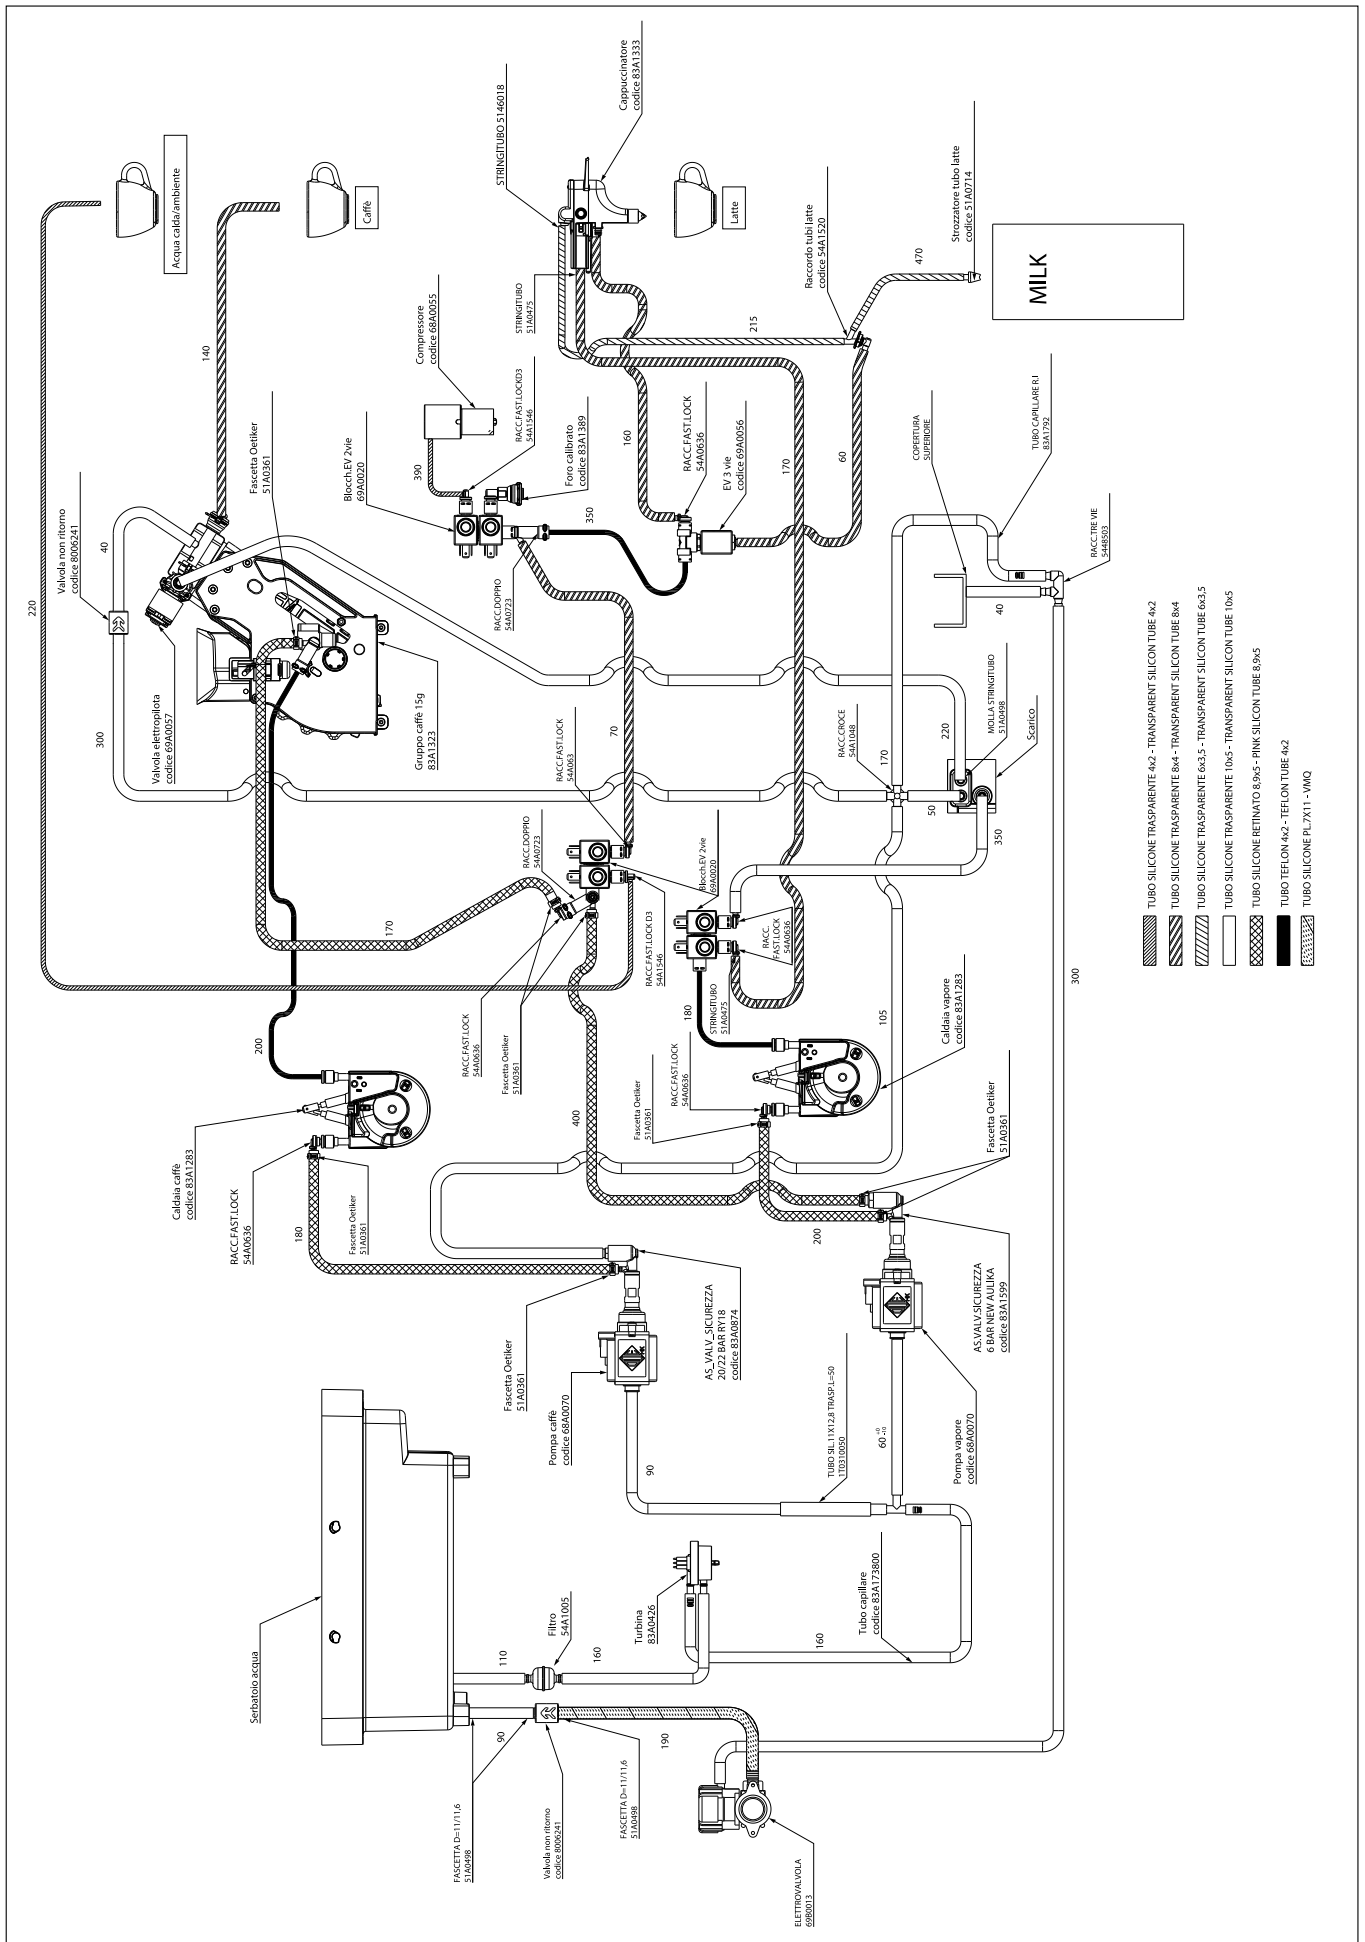 Serbatoio acqua
FASCETTA D=11/11,6
51A0498
90
Valvola non ritorno
codice 8006241
FASCETTA D=11/11,6
51A0498
190
ELETTROVALVOLA
69B0013
110
Filtro
54A1005
160
Turbina
83A0426
160
Tubo capillare
codice 83A173800
TUBO SIL.11X12,8 TRASP.L=50
1T0310050
90
60 +0 -10
Pompa caffè
codice 68A0070
Pompa vapore
codice 68A0070
Fascetta Oetiker
51A0361
AS_VALV_SICUREZZA
20/22 BAR RY18
codice 83A0874
AS.VALV.SICUREZZA
6 BAR NEW AULIKA
codice 83A1599
Caldaia caffè
codice 83A1283
RACC.FAST.LOCK
54A0636
180
Fascetta Oetiker
51A0361
200
400
200
Fascetta Oetiker
51A0361
Fascetta Oetiker
51A0361
RACC.FAST.LOCK
54A0636
Caldaia vapore
codice 83A1283
105
180
STRINGITUBO
51A0475
RACC.FAST.LOCK
54A0636
Fascetta Oetiker
51A0361
170
RACC.DOPPIO
54A0723
RACC.FAST.LOCK D3
54A1546
RACC.
FAST.LOCK
54A0636
Blocch.EV 2vie
69A0020
RACC.FAST.LOCK
54A063
70
300
Valvola elettropilota
codice 69A0057
Gruppo caffè 15g
83A1323
Valvola non ritorno
codice 8006241
40
220
Fascetta Oetiker
51A0361
140
Acqua calda/ambiente
Caffè
Latte
Blocch.EV 2vie
69A0020
390
Compressore
codice 68A0055
RACC.FAST.LOCKD3
54A1546
Foro calibrato
codice 83A1389
350
RACC.DOPPIO
54A0723
STRINGITUBO 5146018
STRINGITUBO
51A0475
Cappuccinatore
codice 83A1333
160
RACC.FAST.LOCK
54A0636
EV 3 vie
codice 69A0056
170
60
215
Raccordo tubi latte
codice 54A1520
470
Strozzatore tubo latte
codice 51A0714
MILK
COPERTURA
SUPERIORE
TUBO CAPILLARE R.I
83A1792
RACC.TRE VIE
5448503
40
RACC.CROCE
54A1048
170
220
50
MOLLA STRINGITUBO
51A0498
Scarico
350
300
TUBO SILICONE TRASPARENTE 4x2 - TRANSPARENT SILICON TUBE 4x2
TUBO SILICONE TRASPARENTE 8x4 - TRANSPARENT SILICON TUBE 8x4
TUBO SILICONE TRASPARENTE 6x3,5 - TRANSPARENT SILICON TUBE 6x3,5
TUBO SILICONE TRASPARENTE 10x5 - TRANSPARENT SILICON TUBE 10x5
TUBO SILICONE RETINATO 8,9x5 - PINK SILICON TUBE 8,9x5
TUBO TEFLON 4x2 - TEFLON TUBE 4x2
TUBO SILICONE PL.7X11 - VMQ